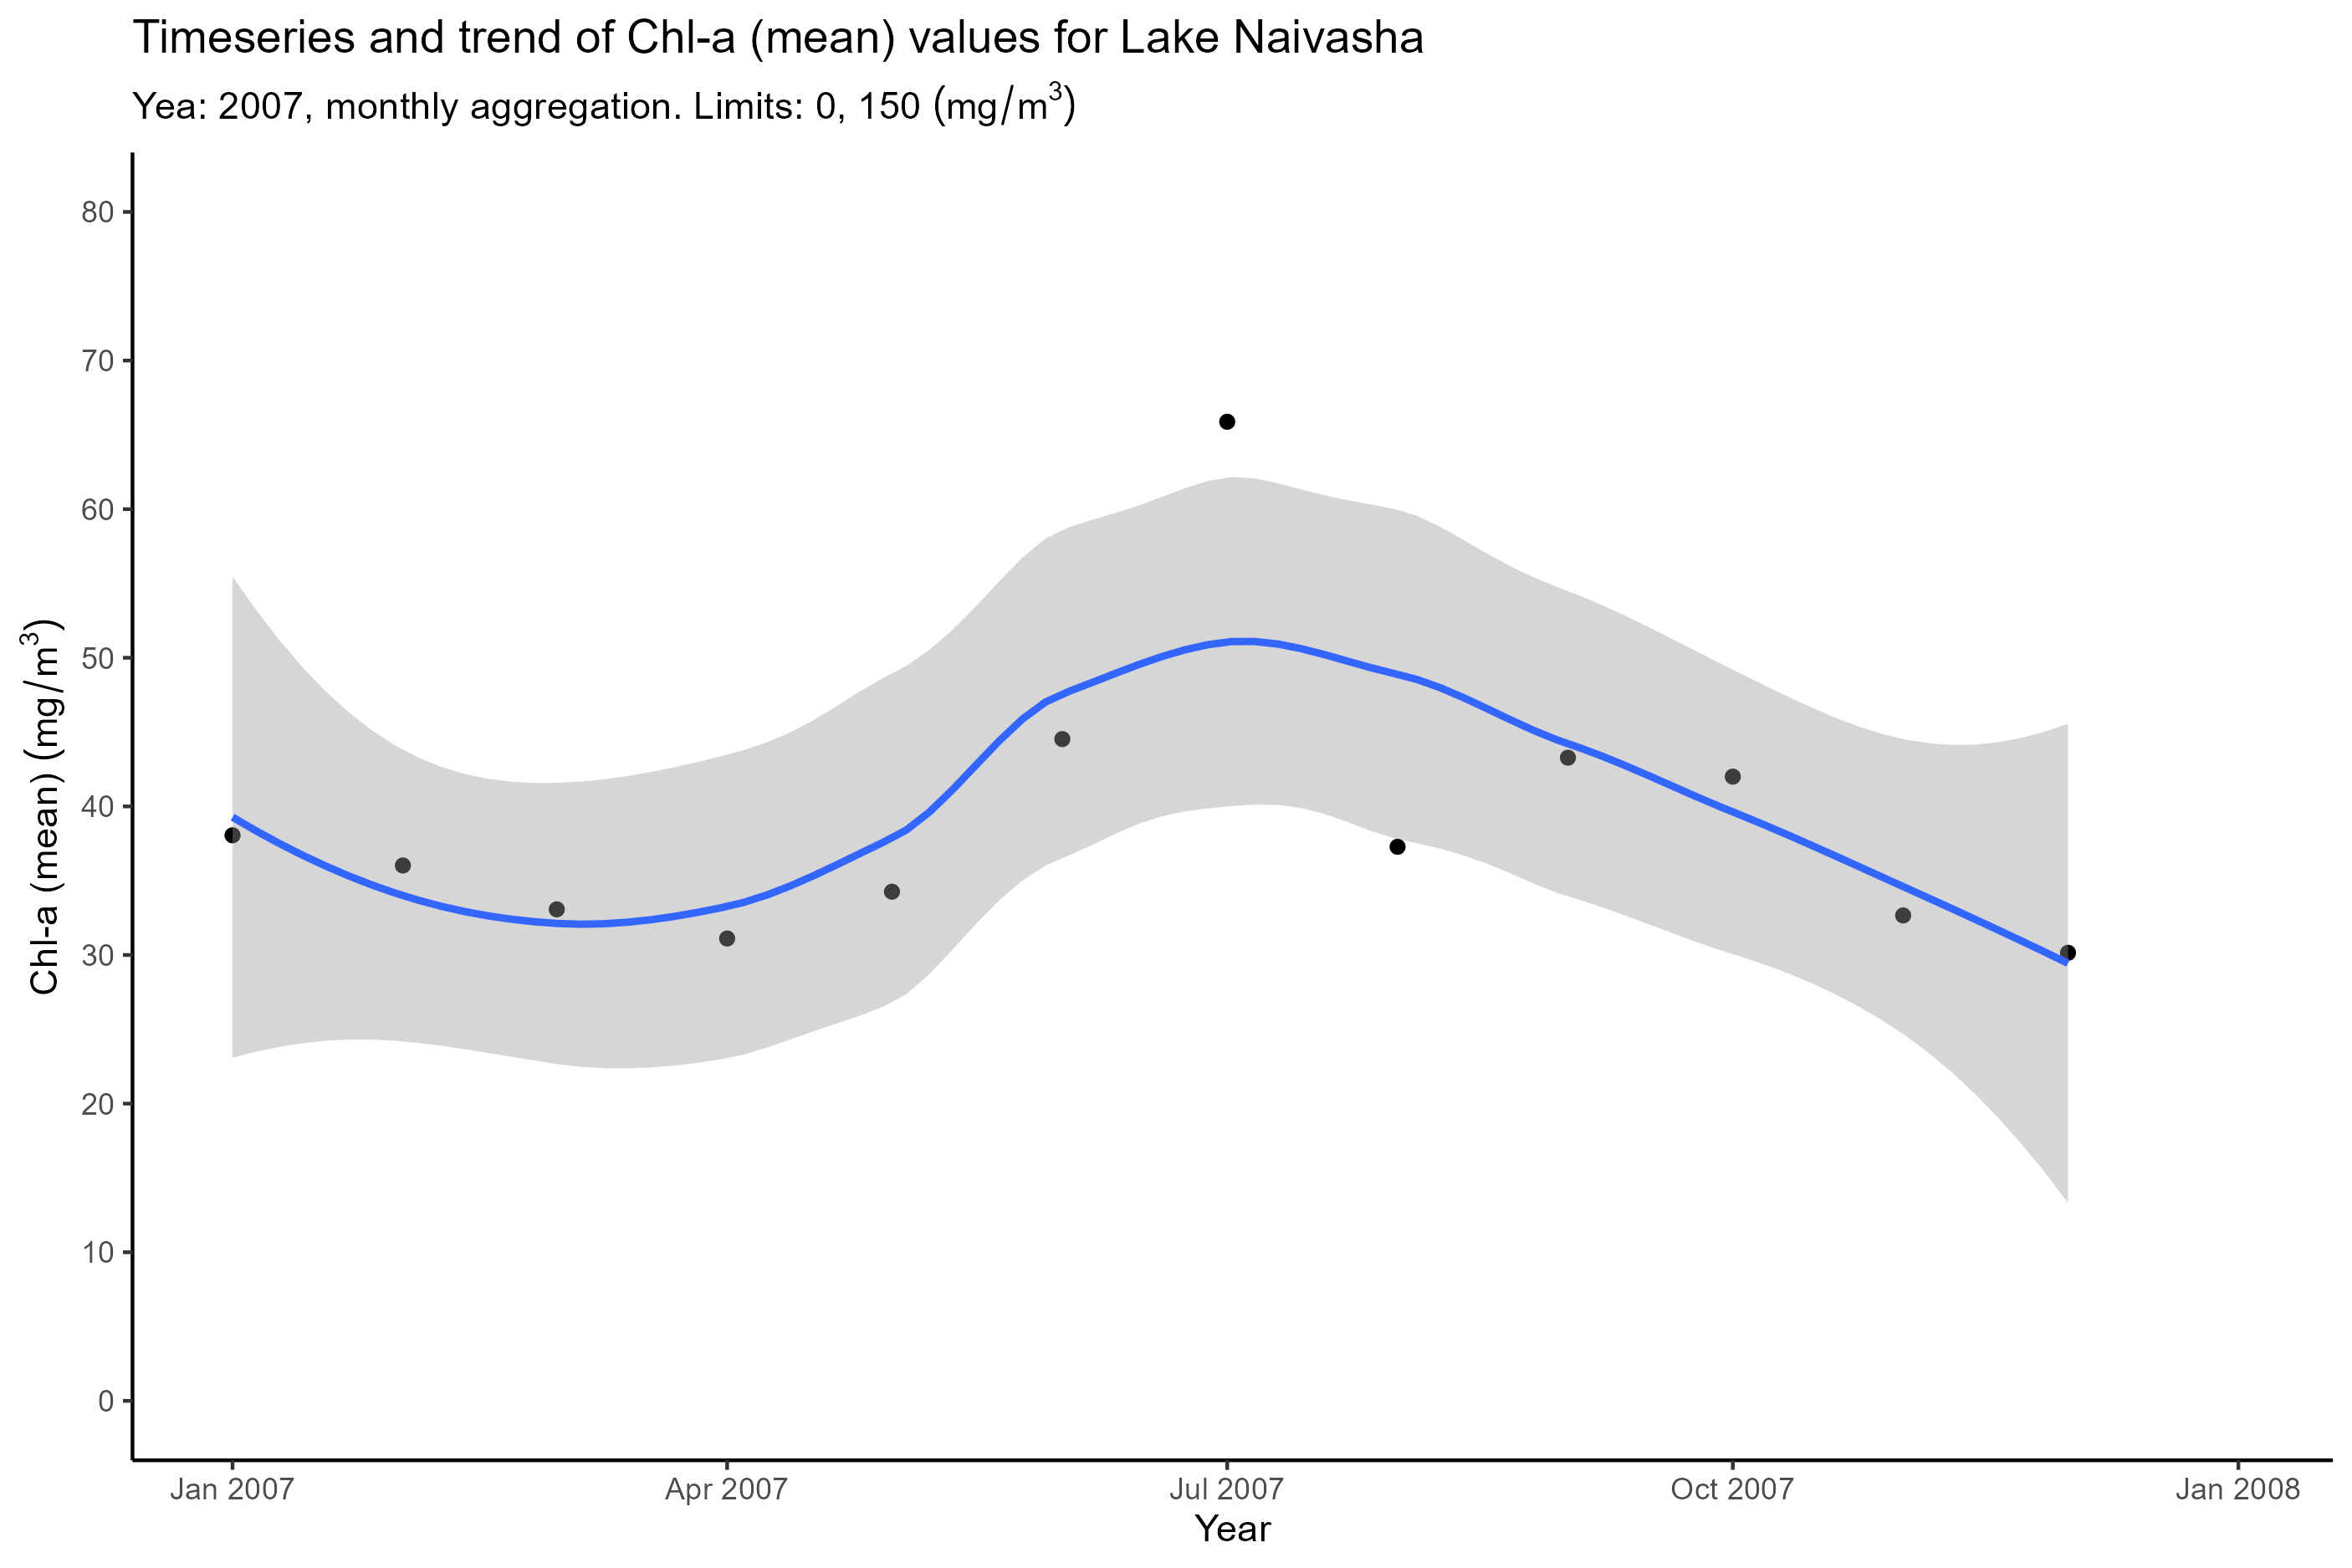 Timeseries and trend of Chl-a (mean) values for Lake Naivasha
Yea: 2007, monthly aggregation. Limits: 0, 150 (mg/m³)
Chl-a (mean) (mg/m³)
80
70
60
50
40
30
20
10
0
Jan 2007
Apr 2007
Jul 2007
Oct 2007
Jan 2008
Year